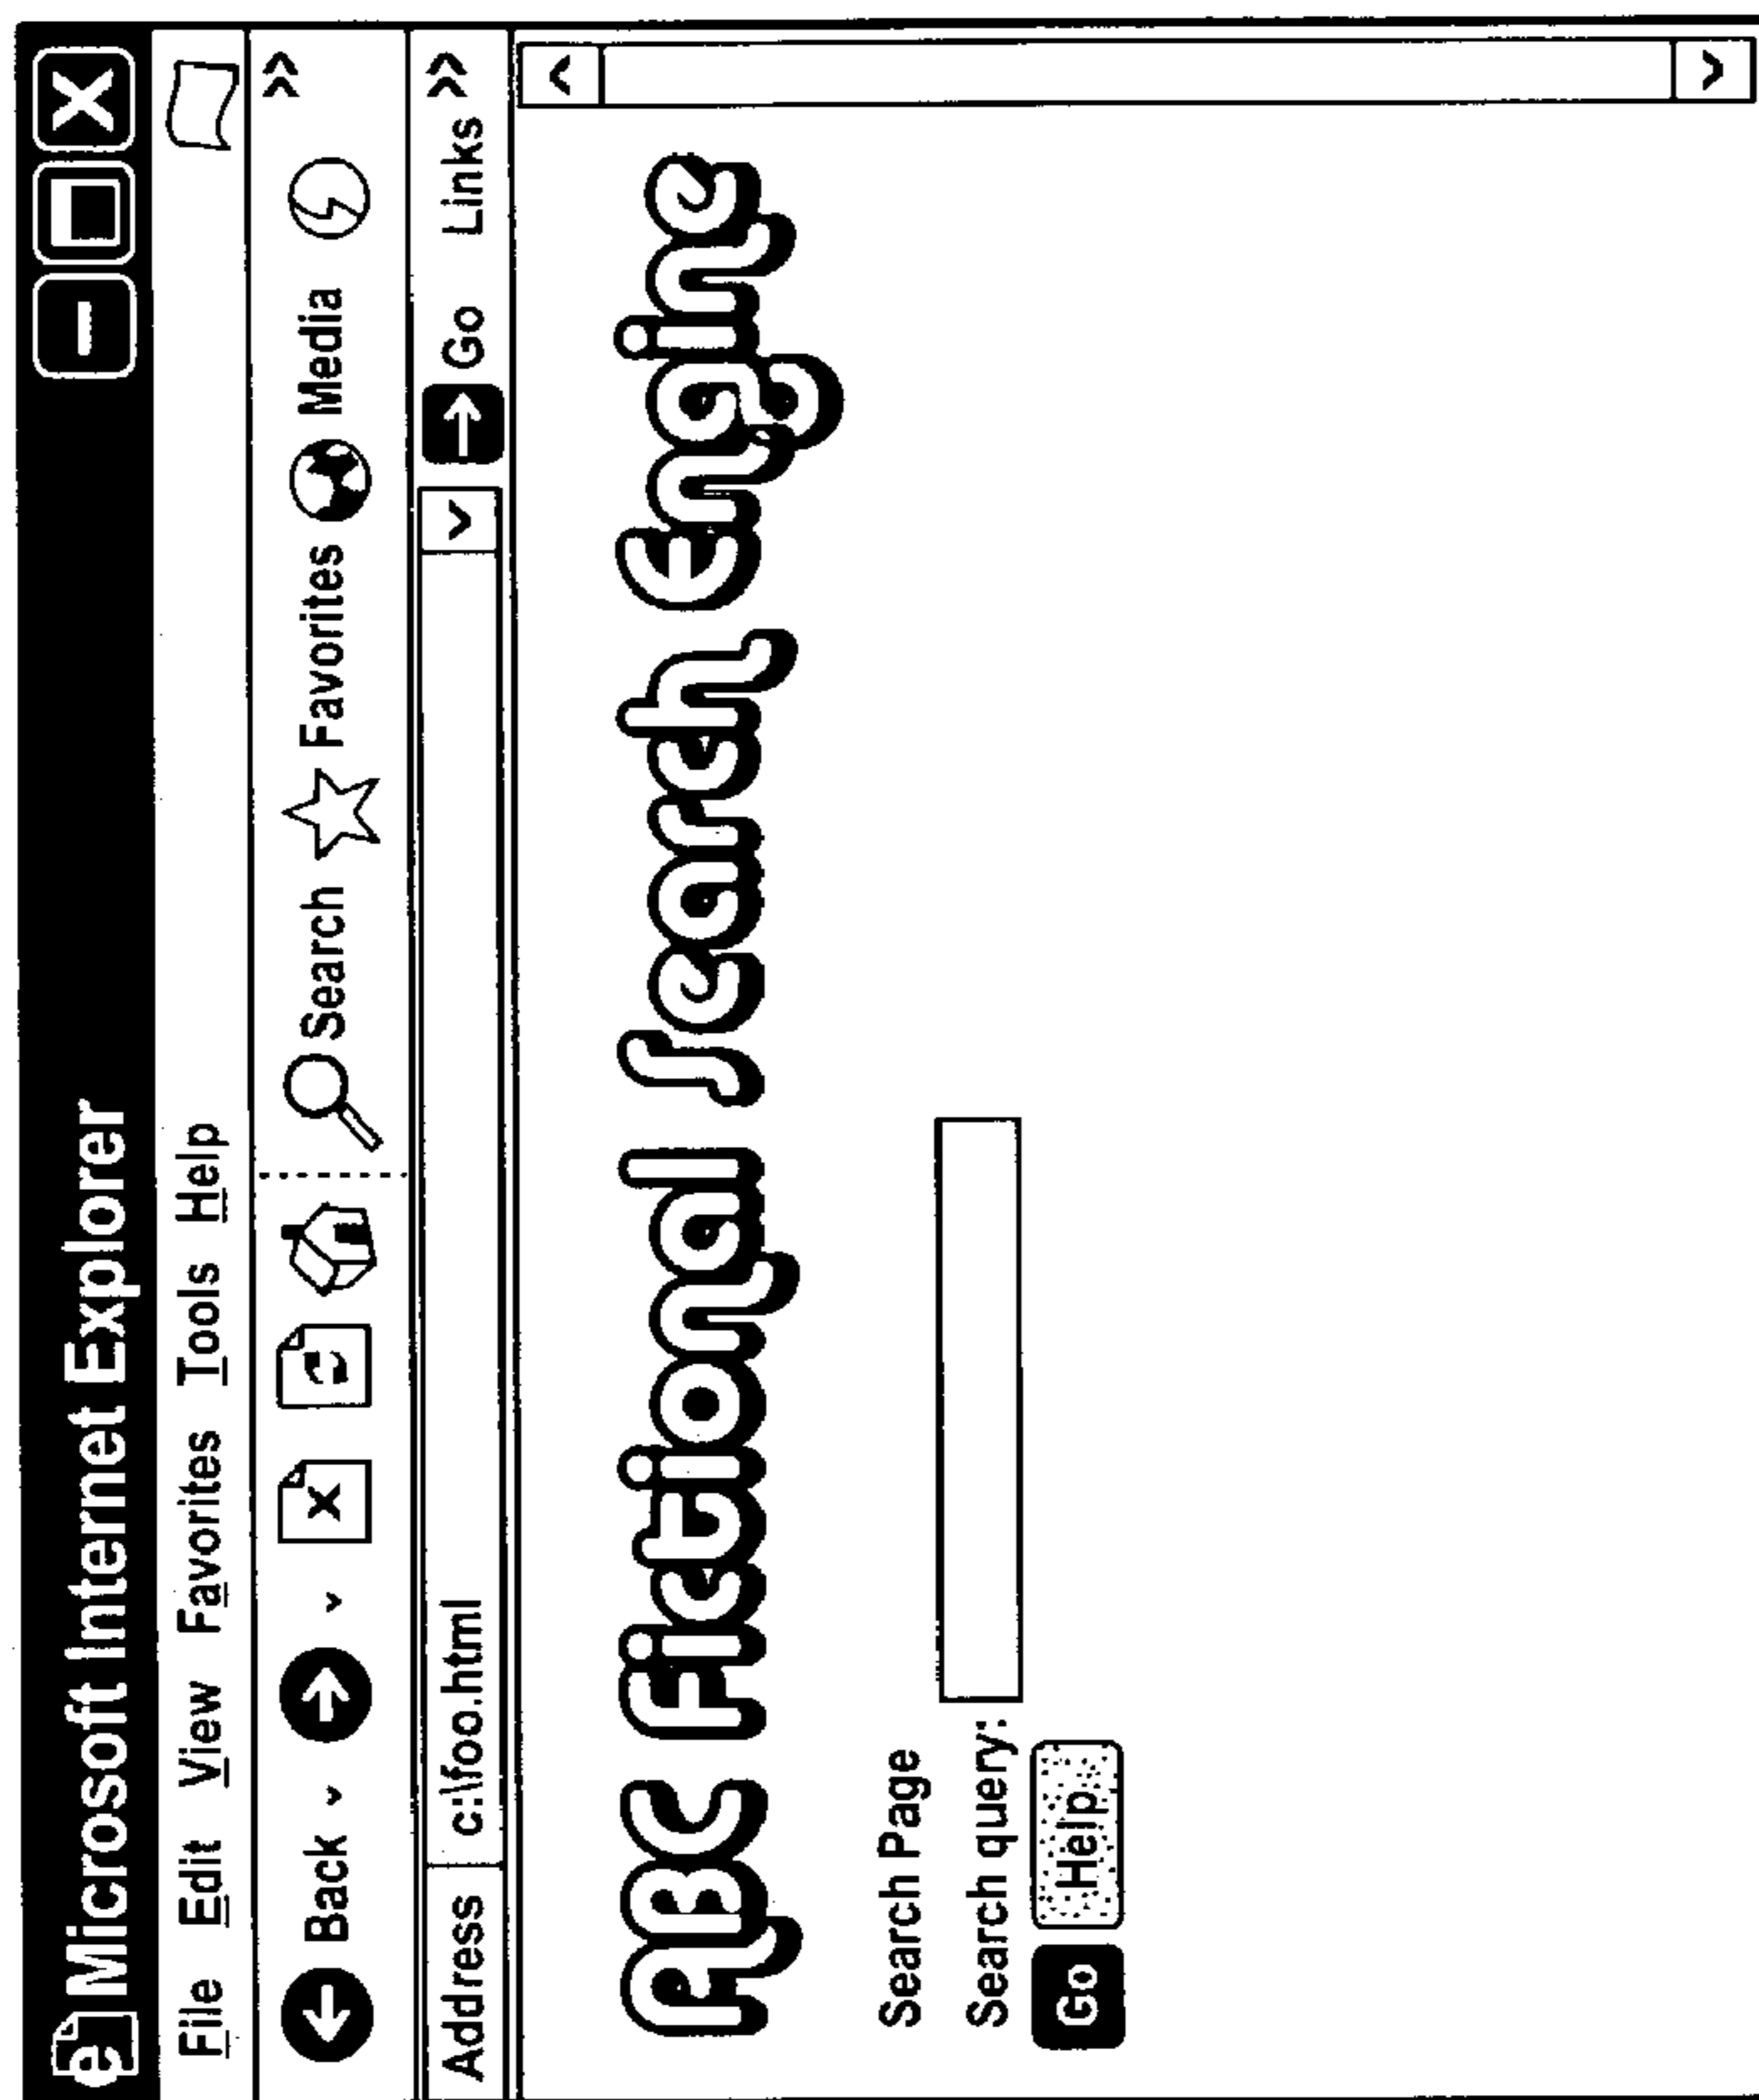 Microsoft Internet Explorer
File Edit View Favorites Tools Help
Back Search Favorites Media
Address c:\foo.html Go Links
ABC Fictional Search Engine
Search Page
Search query:
Go Help